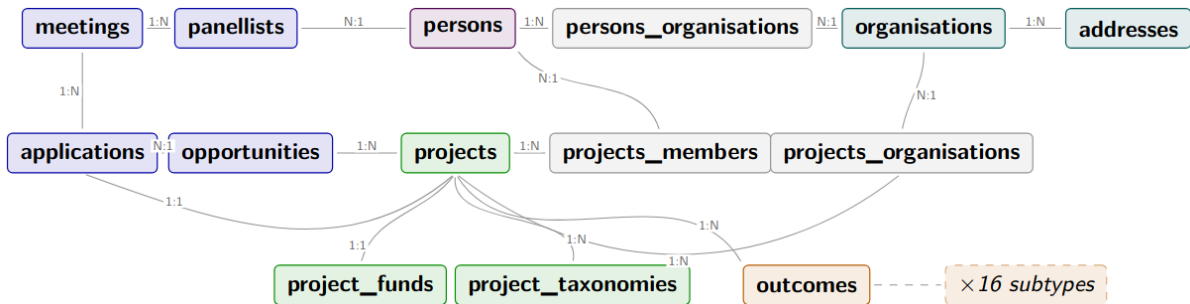 meetings 1:N panellists N:1 persons 1:N persons_organisations N:1 organisations 1:N addresses
1:N N:1 N:1
applications N:1 opportunities 1:N projects 1:N projects_members projects_organisations
1:1 1:N
1:1 1:N 1:N
project_funds project_taxonomies outcomes ×16 subtypes